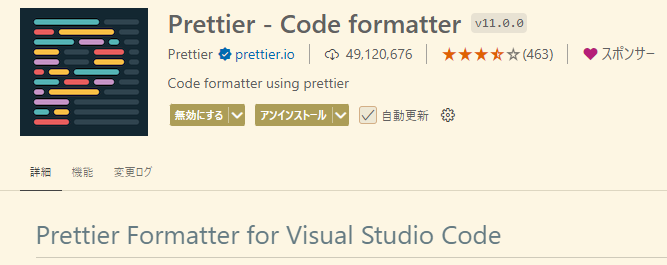 Prettier - Code formatter v11.0.0
Prettier prettier.io 49,120,676 (463) スポンサー
Code formatter using prettier
無効にする アンインストール 自動更新
詳細 機能 変更ログ
Prettier Formatter for Visual Studio Code